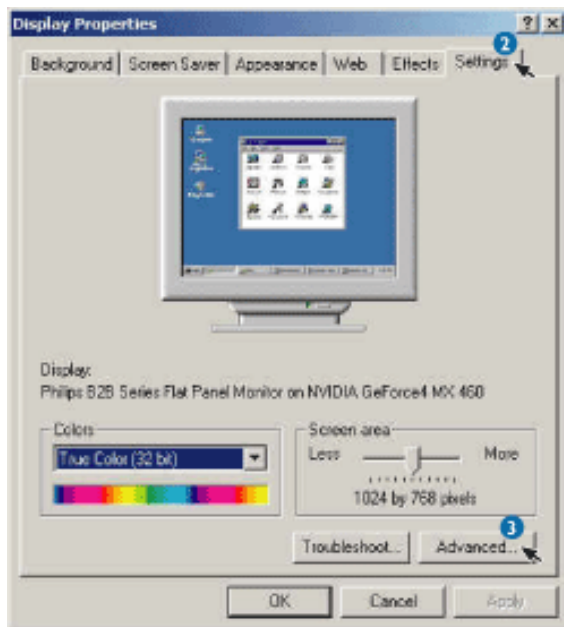 Display Properties
2
Background Screen Saver Appearance Web Effects Settings
Display:
Philips B2B Series Flat Panel Monitor on NVIDIA GeForce4 MX 460
Colors
True Color (32 bit)
Screen area
Less More
1024 by 768 pixels
3
Troubleshoot... Advanced...
OK Cancel Apply